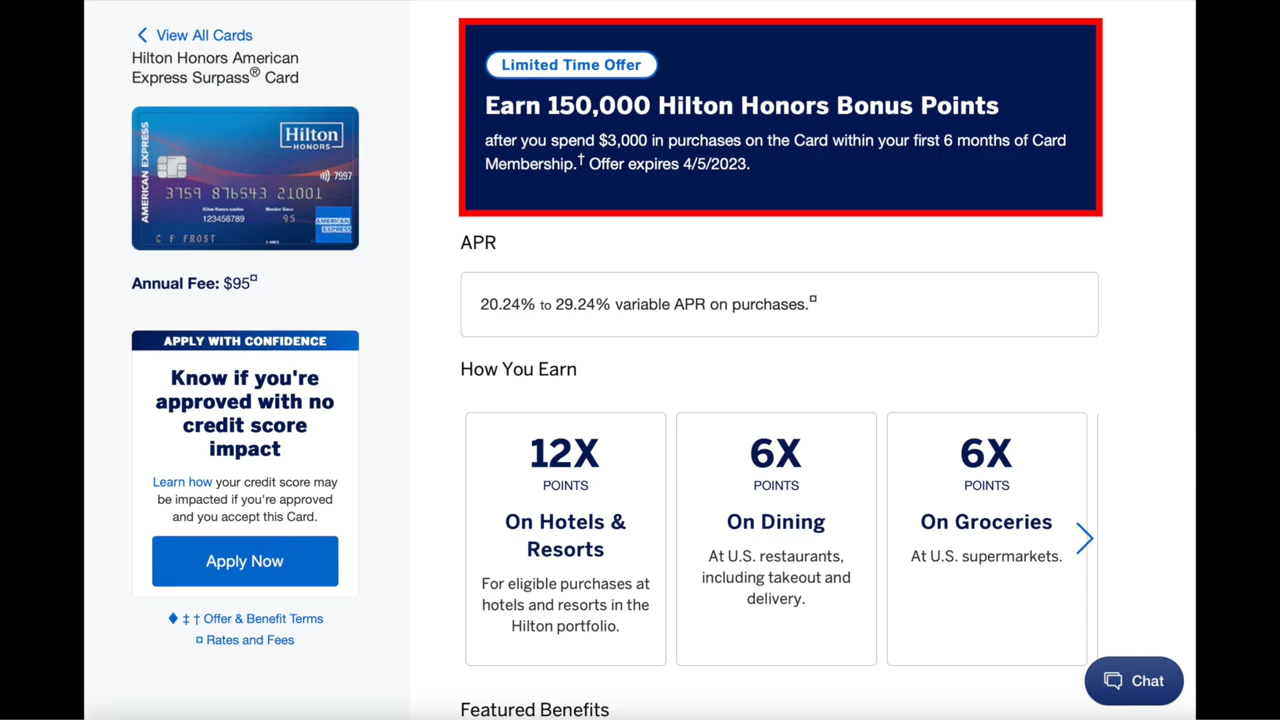 View All Cards
Hilton Honors American
Express Surpass® Card
AMERICAN EXPRESS
Hilton
HONORS
7997
3759 876543 21001
Hilton Honors number
Member Since
123456789
95
AMERICAN
EXPRESS
C F FROST
Annual Fee: $95¤
APPLY WITH CONFIDENCE
Know if you're
approved with no
credit score
impact
Learn how your credit score may
be impacted if you're approved
and you accept this Card.
Apply Now
♦ ‡ † Offer & Benefit Terms
¤ Rates and Fees
Limited Time Offer
Earn 150,000 Hilton Honors Bonus Points
after you spend $3,000 in purchases on the Card within your first 6 months of Card
Membership.† Offer expires 4/5/2023.
APR
20.24% to 29.24% variable APR on purchases.¤
How You Earn
12X
POINTS
On Hotels &
Resorts
For eligible purchases at
hotels and resorts in the
Hilton portfolio.
6X
POINTS
On Dining
At U.S. restaurants,
including takeout and
delivery.
6X
POINTS
On Groceries
At U.S. supermarkets.
Chat
Featured Benefits